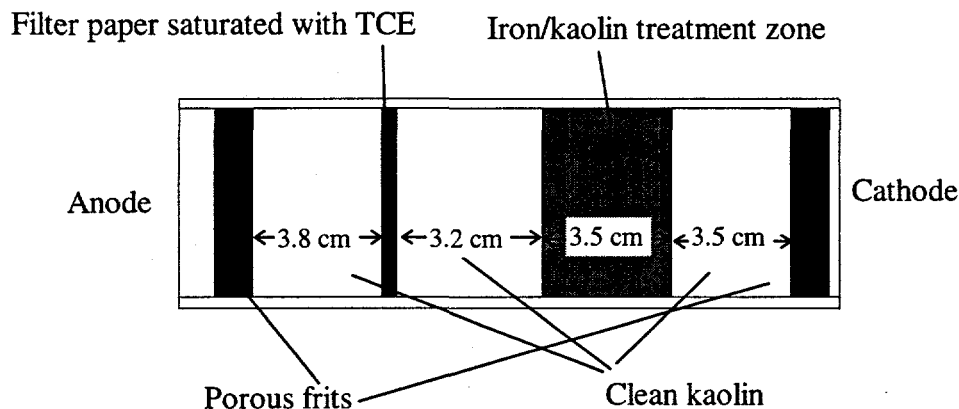 Filter paper saturated with TCE
Iron/kaolin treatment zone
Anode
Cathode
3.8 cm
3.2 cm
3.5 cm
3.5 cm
Porous frits
Clean kaolin